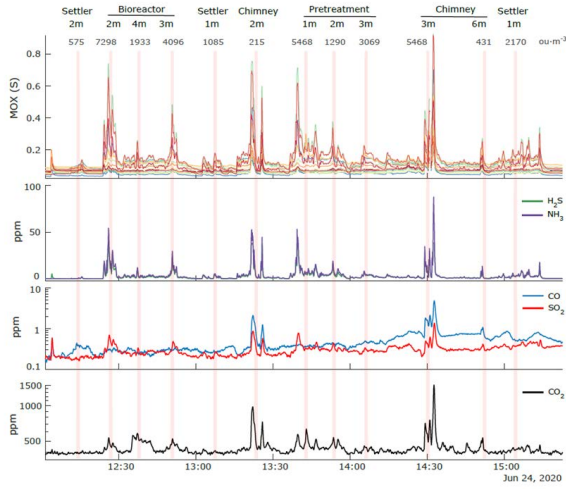 Settler Bioreactor Settler Chimney Pretreatment Chimney Settler
2m 2m 4m 3m 1m 2m 1m 2m 3m 3m 6m 1m
575 7298 1933 4096 1085 215 5468 1290 3069 5468 431 2170 ou·m⁻³
MOX (S)
0.8
0.6
0.4
0.2
ppm
100
50
0
H₂S
NH₃
10
1
0.1
CO
SO₂
ppm
1500
1000
500
CO₂
12:30 13:00 13:30 14:00 14:30 15:00
Jun 24, 2020